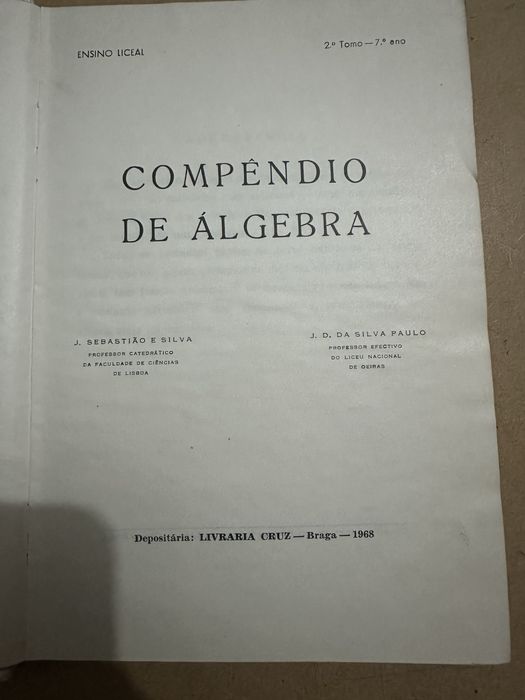 ENSINO LICEAL
2.º Tomo — 7.º ano
COMPÊNDIO
DE ÁLGEBRA
J. SEBASTIÃO E SILVA
PROFESSOR CATEDRÁTICO
DA FACULDADE DE CIÊNCIAS
DE LISBOA
J. D. DA SILVA PAULO
PROFESSOR EFECTIVO
DO LICEU NACIONAL
DE OEIRAS
Depositária: LIVRARIA CRUZ — Braga — 1968